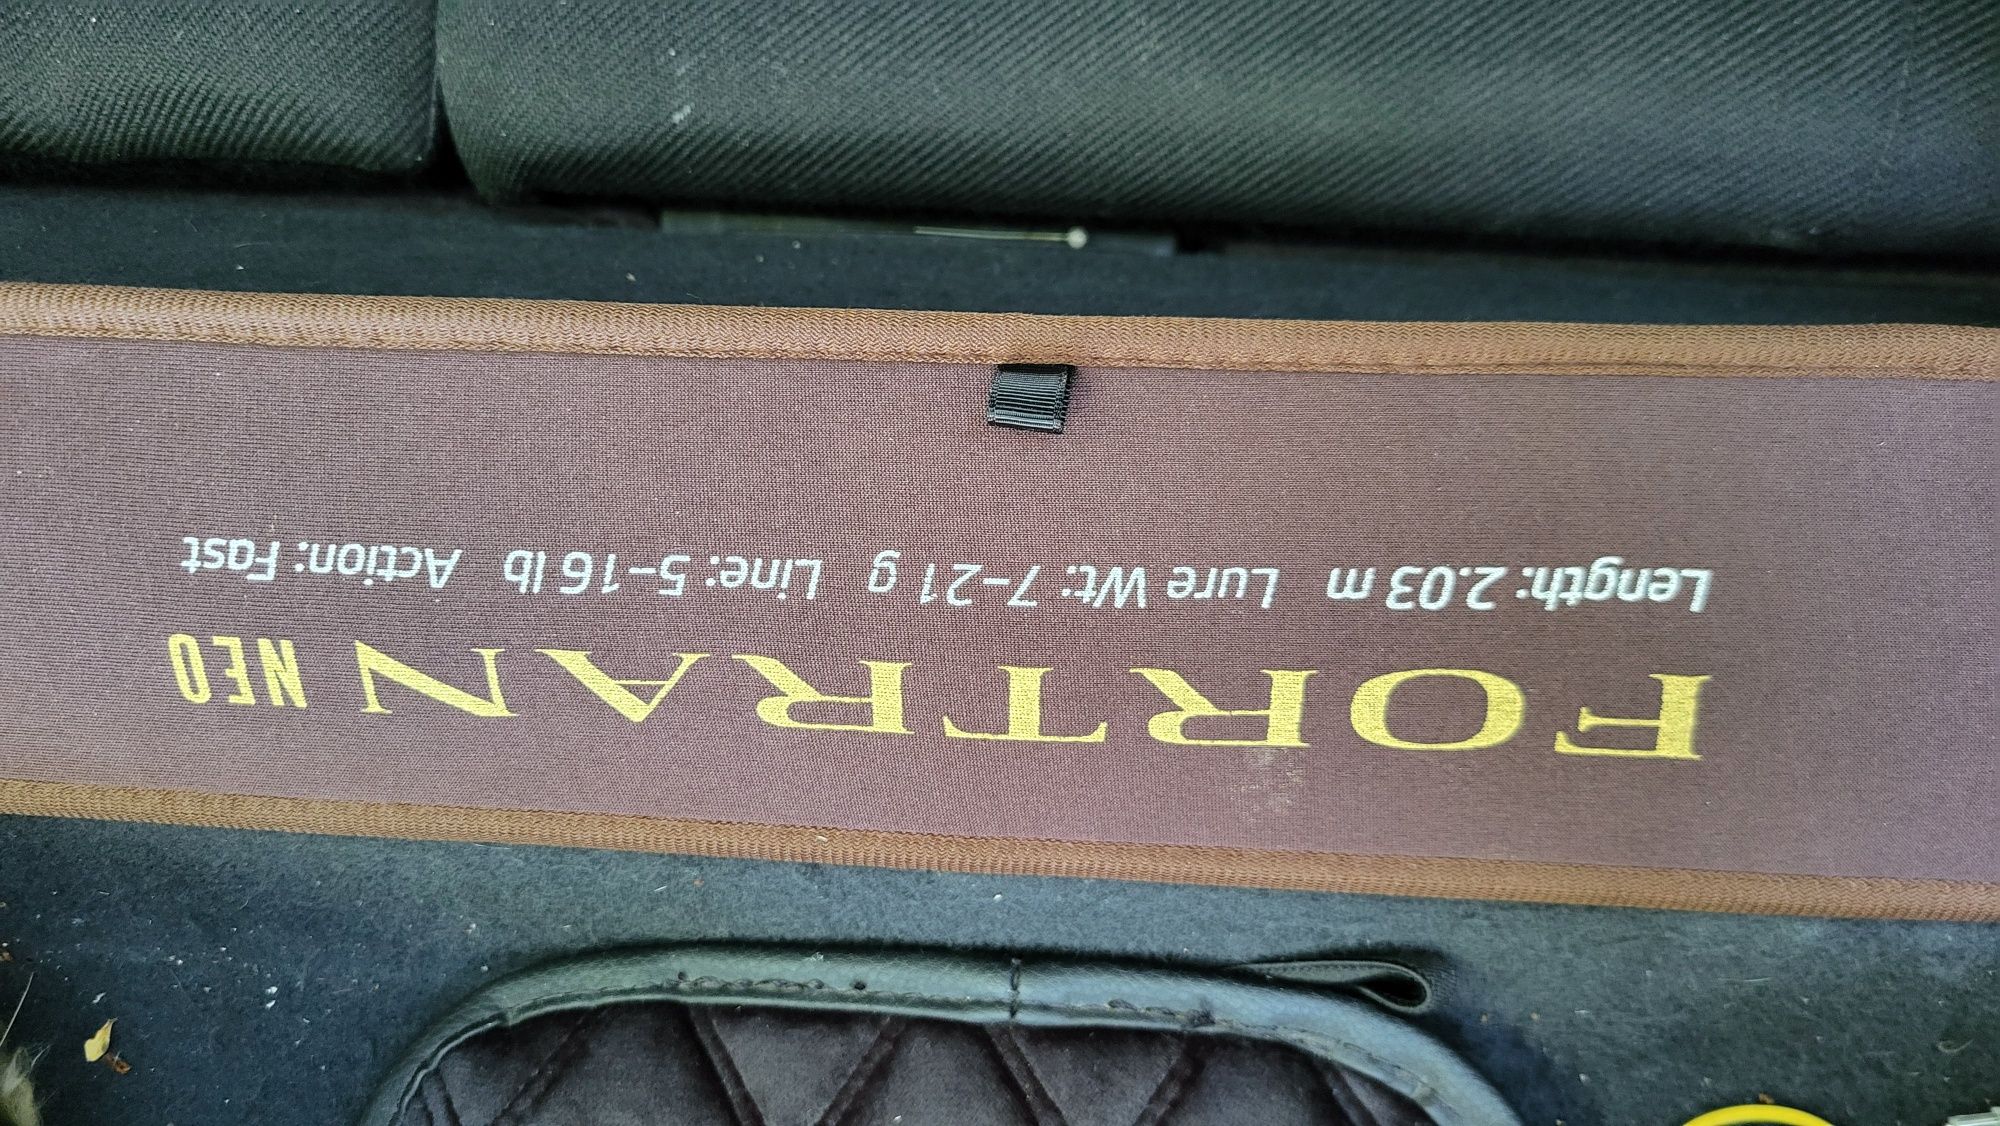 FORTRAN NEO
Length: 2.03 m Lure Wt: 7-21 g Line: 5-16 lb Action: Fast